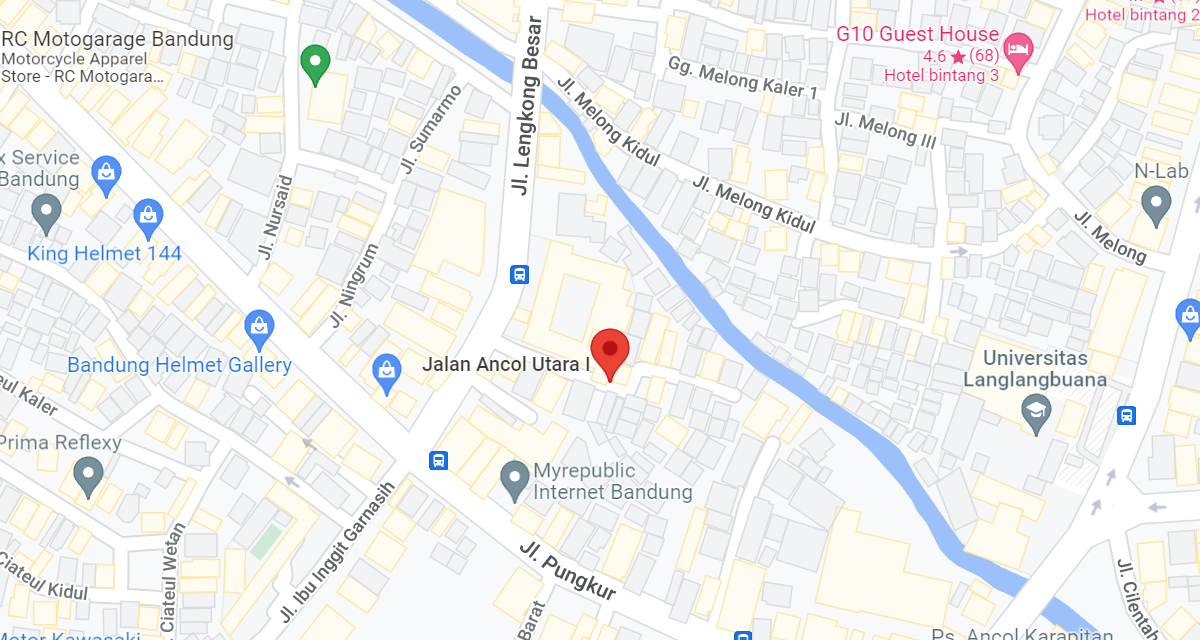 RC Motogarage Bandung
Motorcycle Apparel
Store - RC Motogara...
G10 Guest House
4.6 ★ (68)
Hotel bintang 3
Hotel bintang 2
Gg. Melong Kaler 1
Jl. Melong Kidul
Jl. Melong III
Jl. Melong Kidul
Jl. Lengkong Besar
Jl. Sumarmo
x Service
Bandung
N-Lab
Jl. Melong
Jl. Nursaid
King Helmet 144
Jl. Ningrum
Bandung Helmet Gallery
Jalan Ancol Utara I
Universitas
Langlangbuana
eul Kaler
Prima Reflexy
Myrepublic
Internet Bandung
Jl. Ibu Inggit Garnasih
Ciateul Wetan
Ciateul Kidul
Jl. Pungkur
Barat
Jl. Cilental
Motor Kawasaki
Ps. Ancol Karapitan